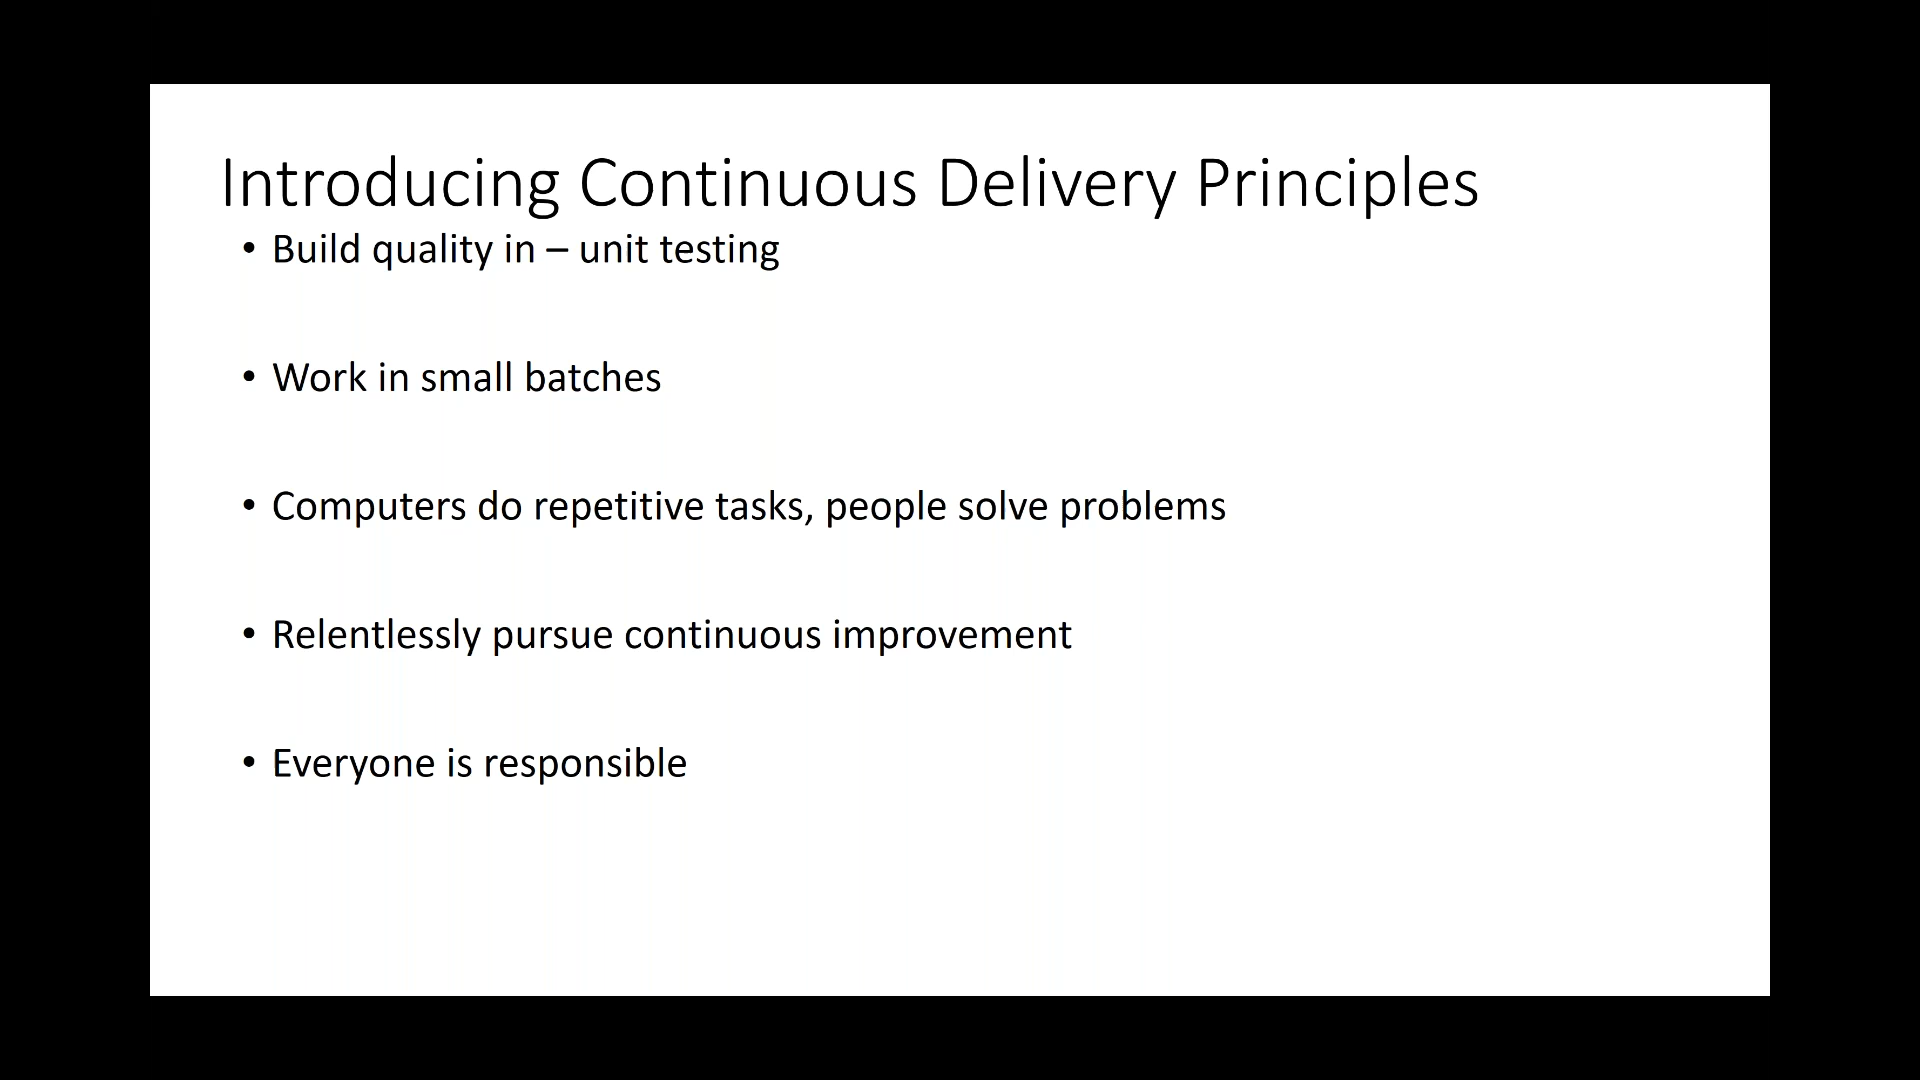 Introducing Continuous Delivery Principles
• Build quality in – unit testing
• Work in small batches
• Computers do repetitive tasks, people solve problems
• Relentlessly pursue continuous improvement
• Everyone is responsible